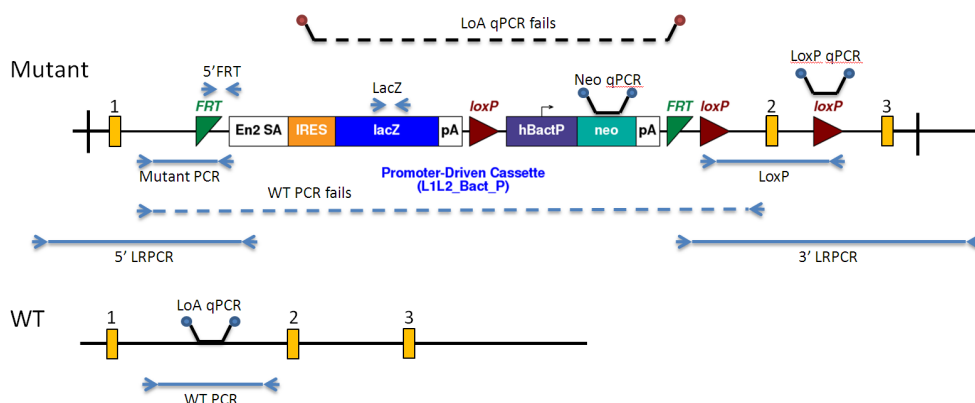 LoA qPCR fails
Mutant
5'FRT
LacZ
Neo qPCR
LoxP qPCR
1
FRT
loxP
FRT
loxP
2
loxP
3
En2 SA
IRES
lacZ
pA
hBactP
neo
pA
Mutant PCR
Promoter-Driven Cassette
(L1L2_Bact_P)
LoxP
WT PCR fails
5' LRPCR
3' LRPCR
WT
LoA qPCR
1
2
3
WT PCR